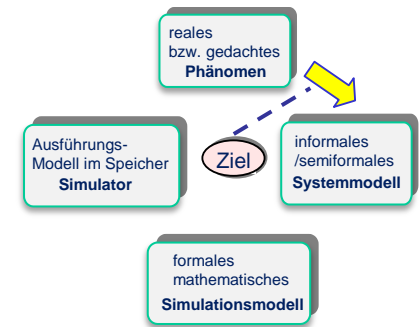 reales
bzw. gedachtes
Phänomen
Ausführungs-
Modell im Speicher
Simulator
Ziel
informales
/semiformales
Systemmodell
formales
mathematisches
Simulationsmodell